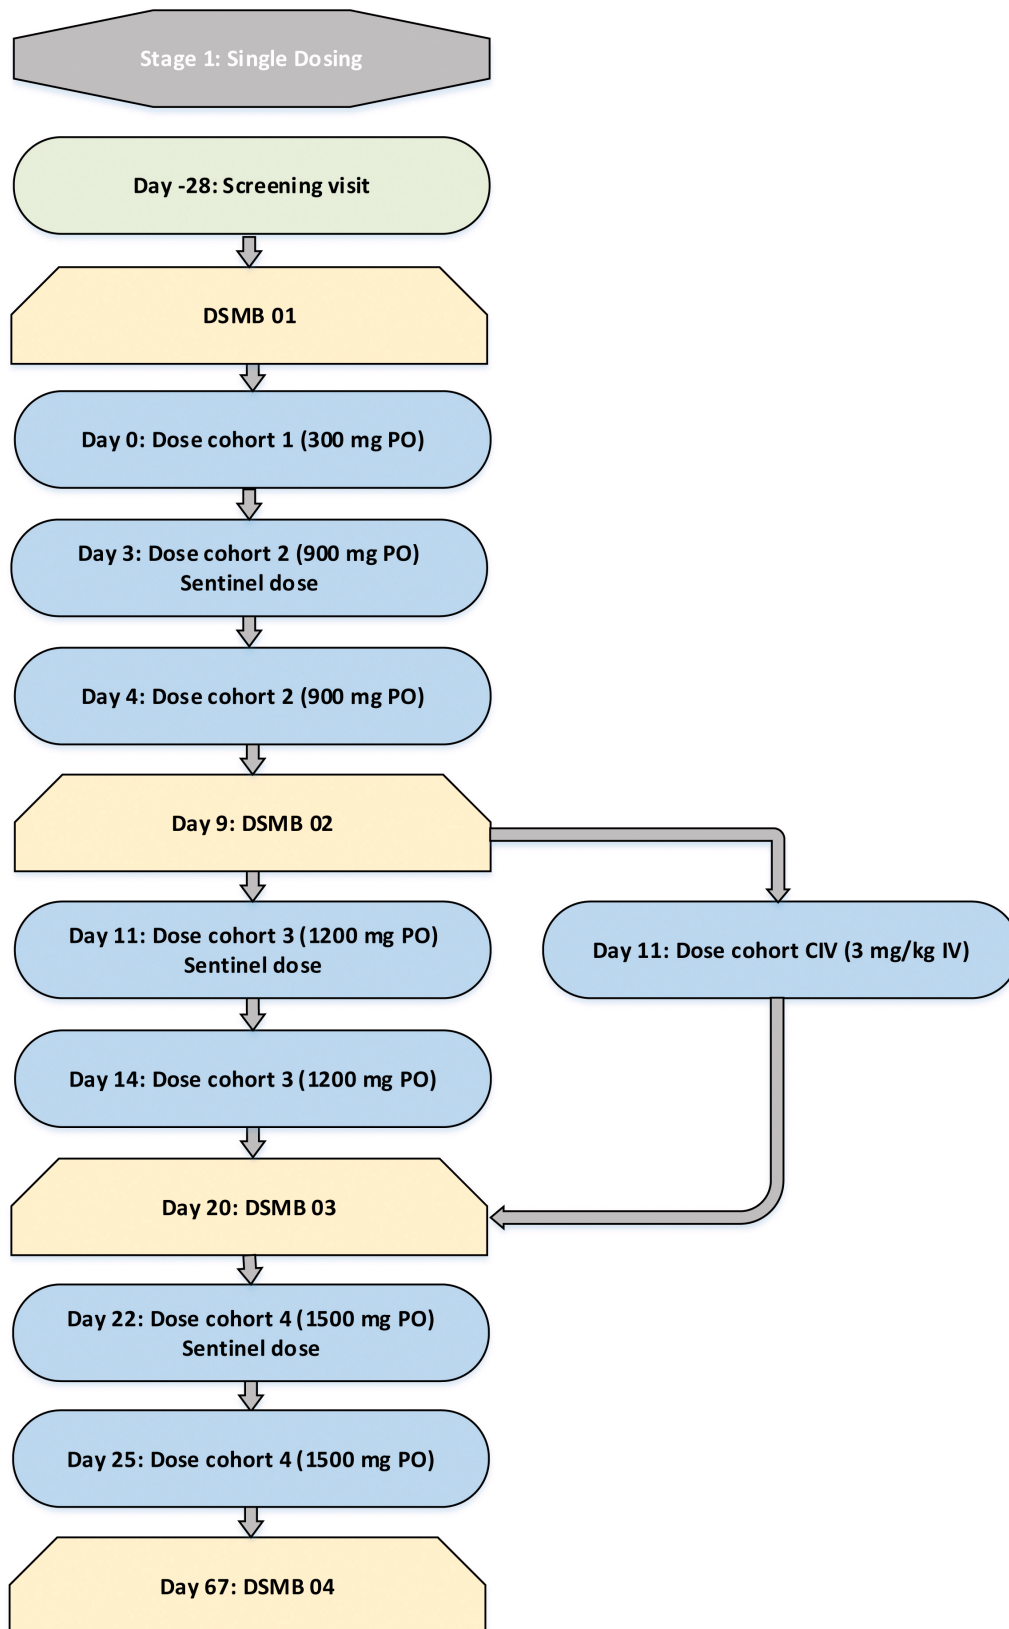 Stage 1: Single Dosing
Day -28: Screening visit
DSMB 01
Day 0: Dose cohort 1 (300 mg PO)
Day 3: Dose cohort 2 (900 mg PO)
Sentinel dose
Day 4: Dose cohort 2 (900 mg PO)
Day 9: DSMB 02
Day 11: Dose cohort 3 (1200 mg PO)
Sentinel dose
Day 11: Dose cohort CIV (3 mg/kg IV)
Day 14: Dose cohort 3 (1200 mg PO)
Day 20: DSMB 03
Day 22: Dose cohort 4 (1500 mg PO)
Sentinel dose
Day 25: Dose cohort 4 (1500 mg PO)
Day 67: DSMB 04